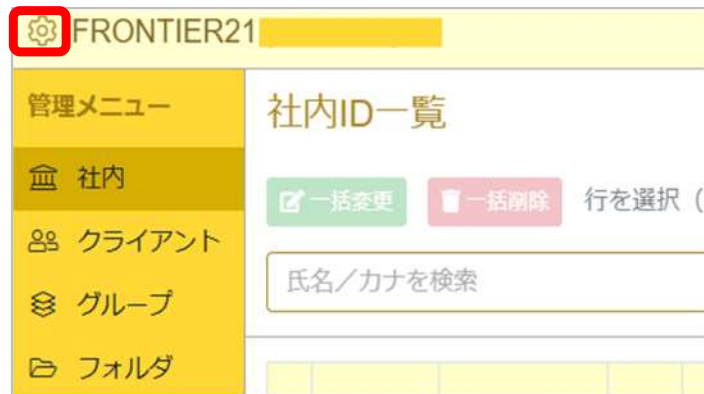 FRONTIER21
管理メニュー
社内ID一覧
社内
一括変更 一括削除 行を選択（
クライアント
氏名／カナを検索
グループ
フォルダ